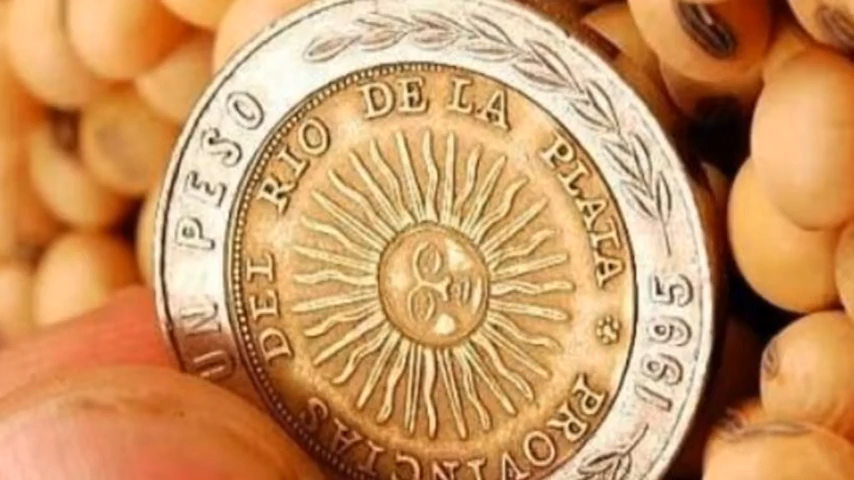 UN PESO
1995
PROVINCIAS DEL RIO DE LA PLATA